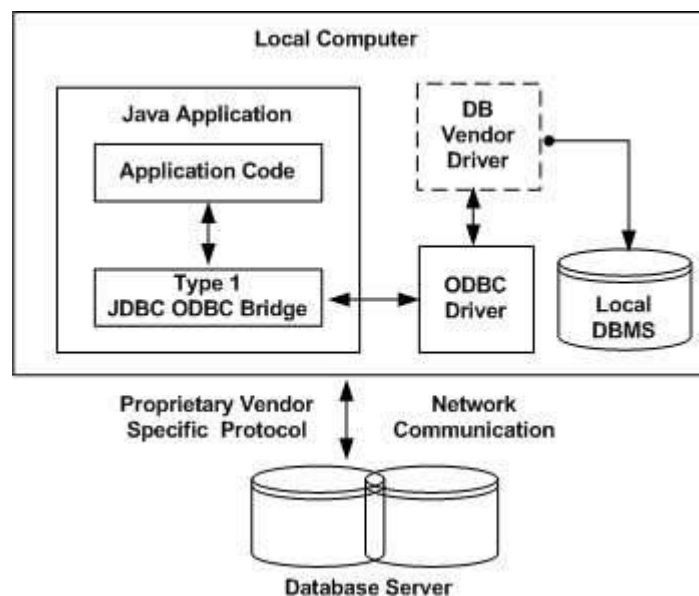 Local Computer
Java Application
Application Code
Type 1
JDBC ODBC Bridge
DB
Vendor
Driver
ODBC
Driver
Local
DBMS
Proprietary Vendor
Specific Protocol
Network
Communication
Database Server